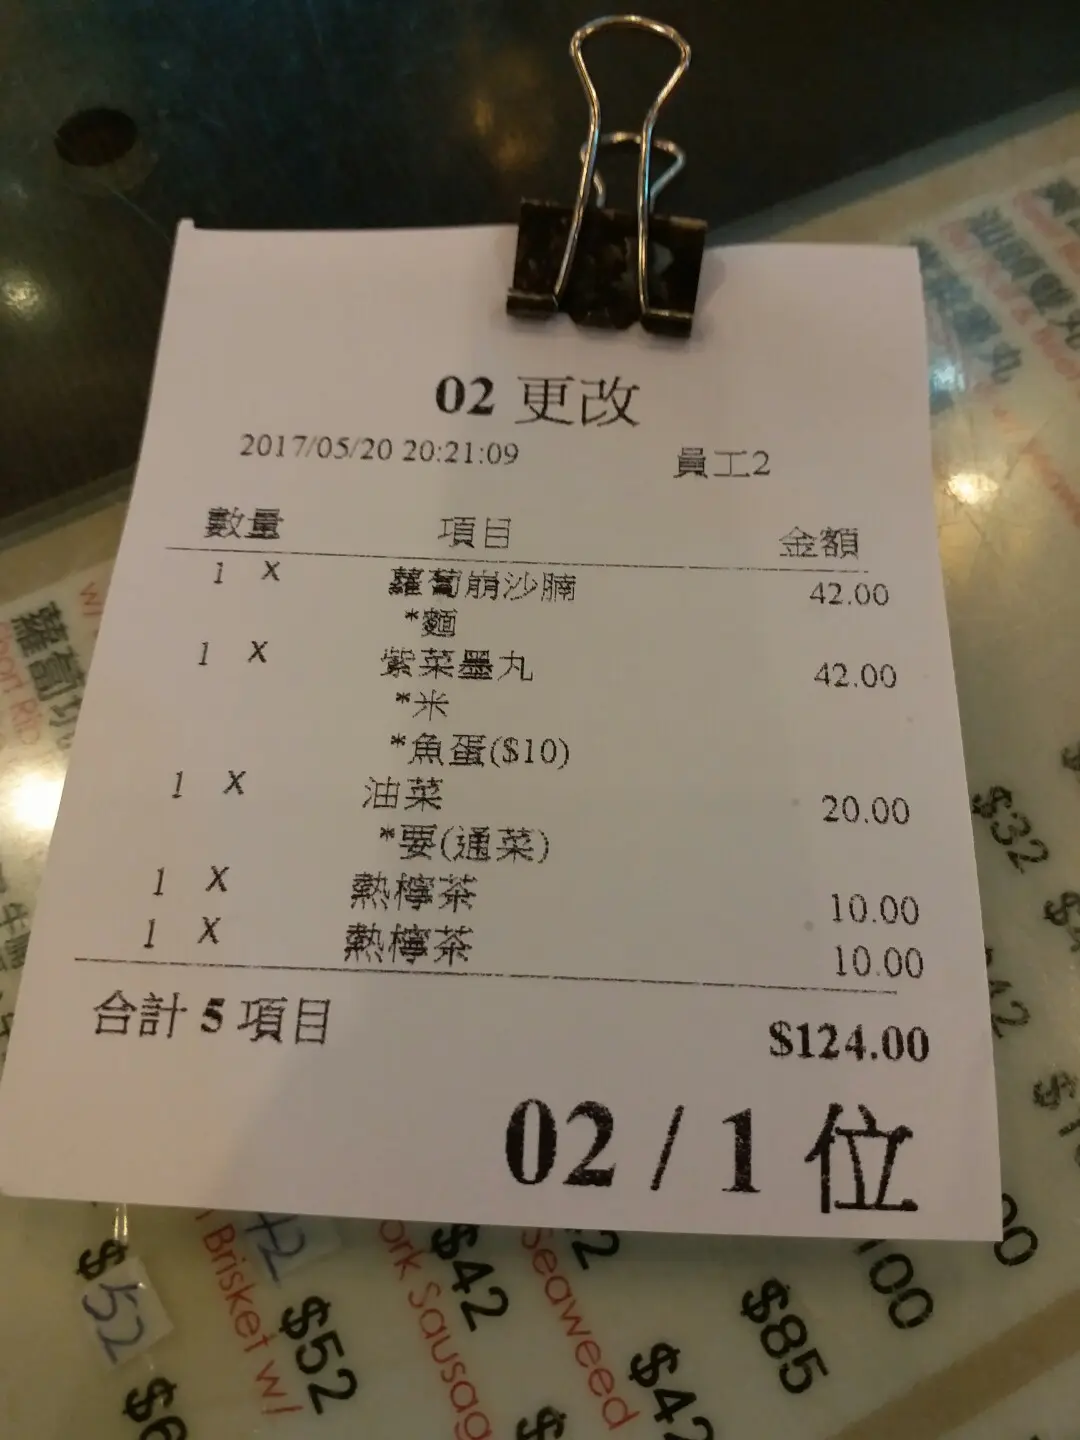 02 更改
2017/05/20 20:21:09 員工2
數量 項目 金額
1 X 蘿蔔崩沙腩 42.00
*麵
1 X 紫菜墨丸 42.00
*米
*魚蛋($10)
1 X 油菜 20.00
*要(通菜)
1 X 熱檸茶 10.00
1 X 熱檸茶 10.00
合計 5 項目 $124.00
02 / 1 位
$32
$52
Brisket w/
$52
$42
Seaweed
$42
$85
100